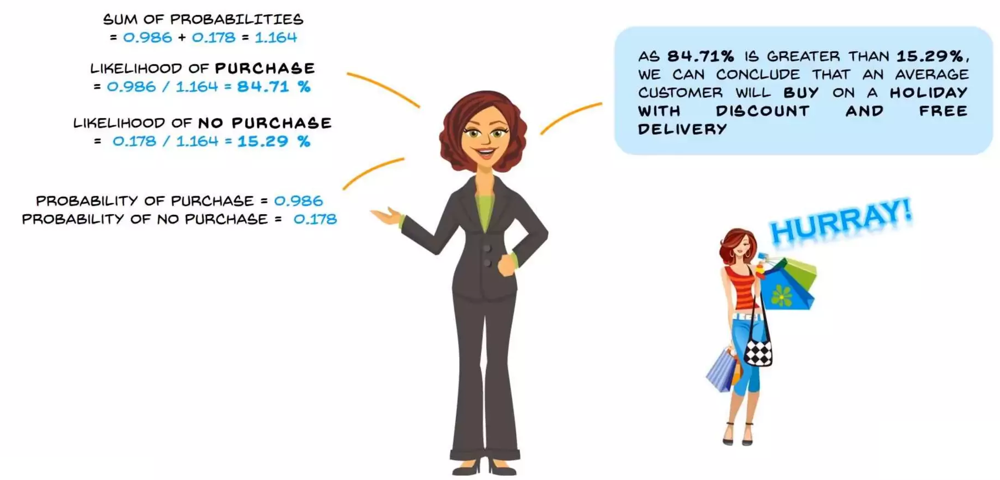 SUM OF PROBABILITIES
= 0.986 + 0.178 = 1.164
LIKELIHOOD OF PURCHASE
= 0.986 / 1.164 = 84.71 %
LIKELIHOOD OF NO PURCHASE
= 0.178 / 1.164 = 15.29 %
PROBABILITY OF PURCHASE = 0.986
PROBABILITY OF NO PURCHASE = 0.178
AS 84.71% IS GREATER THAN 15.29%,
WE CAN CONCLUDE THAT AN AVERAGE
CUSTOMER WILL BUY ON A HOLIDAY
WITH DISCOUNT AND FREE
DELIVERY
HURRAY!